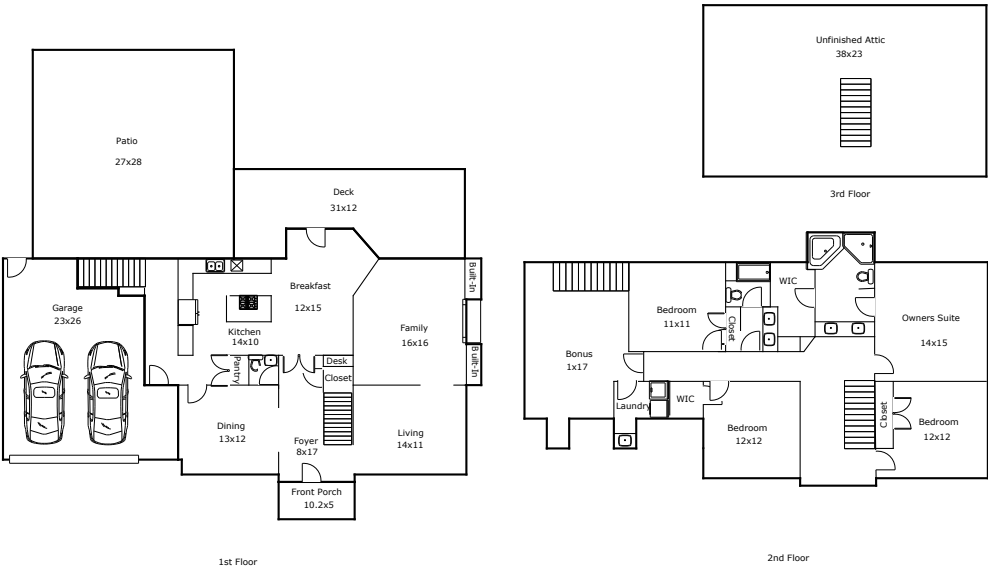 Patio
27x28
Deck
31x12
Garage
23x26
Kitchen
14x10
Breakfast
12x15
Family
16x16
Built-In
Built-In
Pantry
Desk
Closet
Dining
13x12
Foyer
8x17
Living
14x11
Front Porch
10.2x5
1st Floor
Unfinished Attic
38x23
3rd Floor
Bonus
1x17
Bedroom
11x11
Closet
WIC
Owners Suite
14x15
Laundry
WIC
Bedroom
12x12
Closet
Bedroom
12x12
2nd Floor